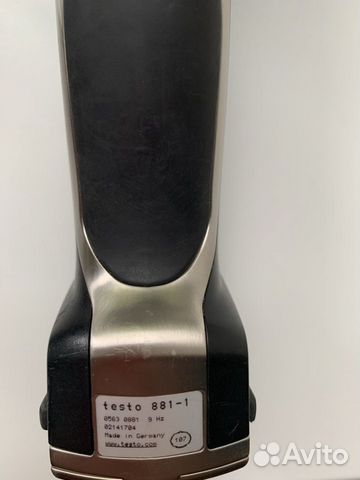 testo 881-1
0563 0881 9 Hz
02141704
Made in Germany
www.testo.com
107
Avito